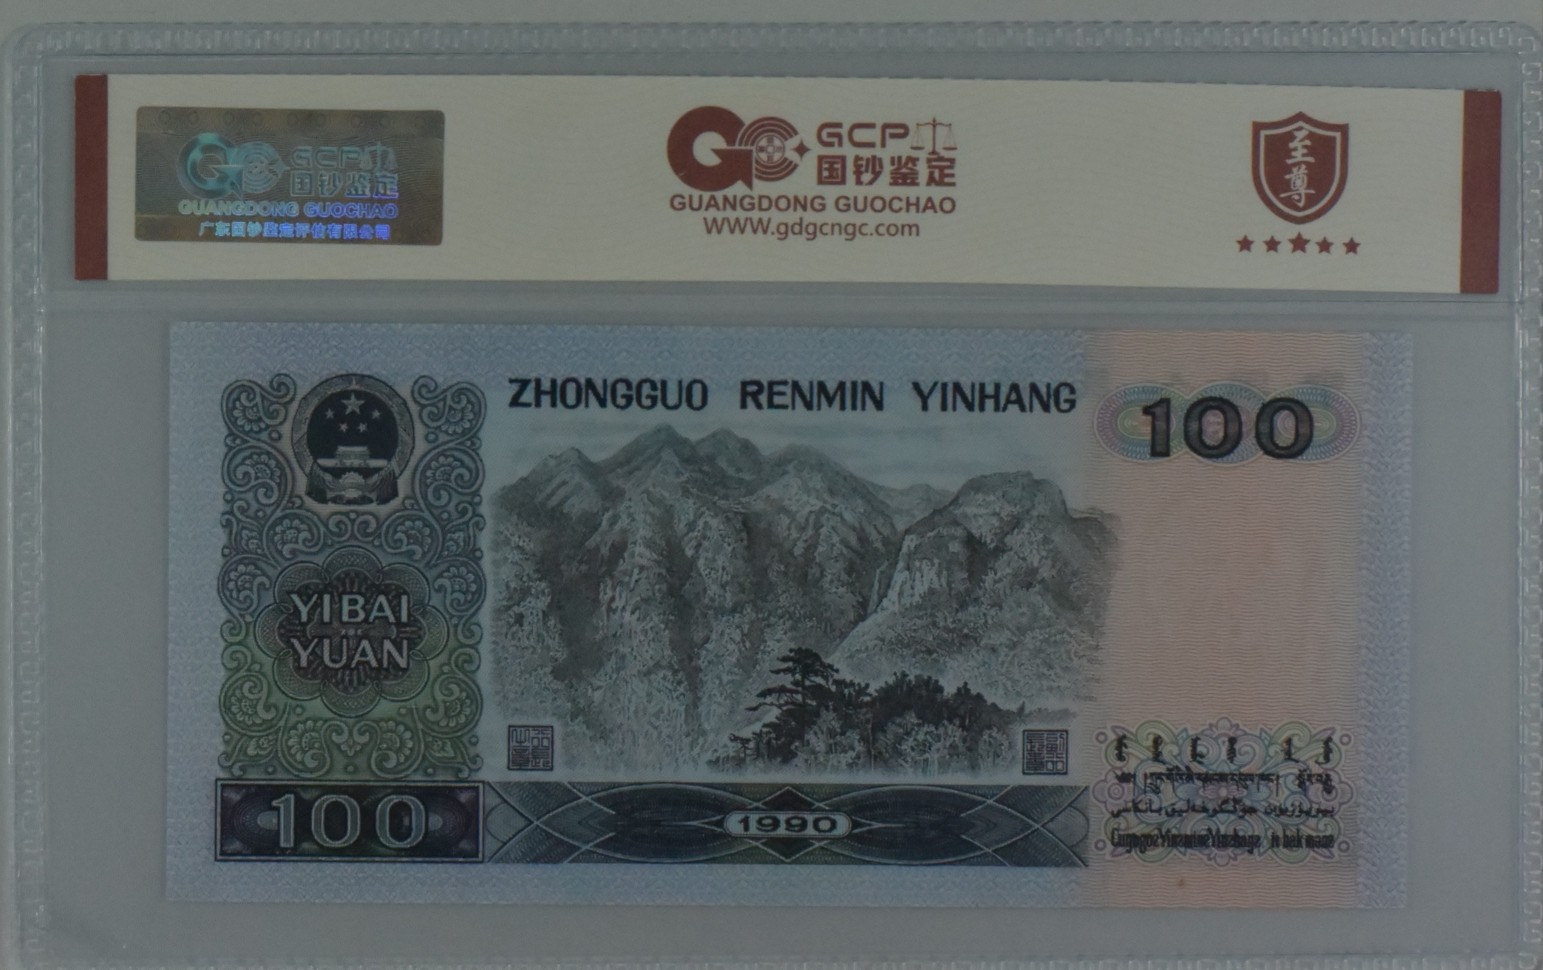 GCP
国钞鉴定
GUANGDONG GUOCHAO
广东国钞鉴定评估有限公司
GCP
国钞鉴定
GUANGDONG GUOCHAO
WWW.gdgcngc.com
至尊
ZHONGGUO RENMIN YINHANG
100
YIBAI
YUAN
100
1990